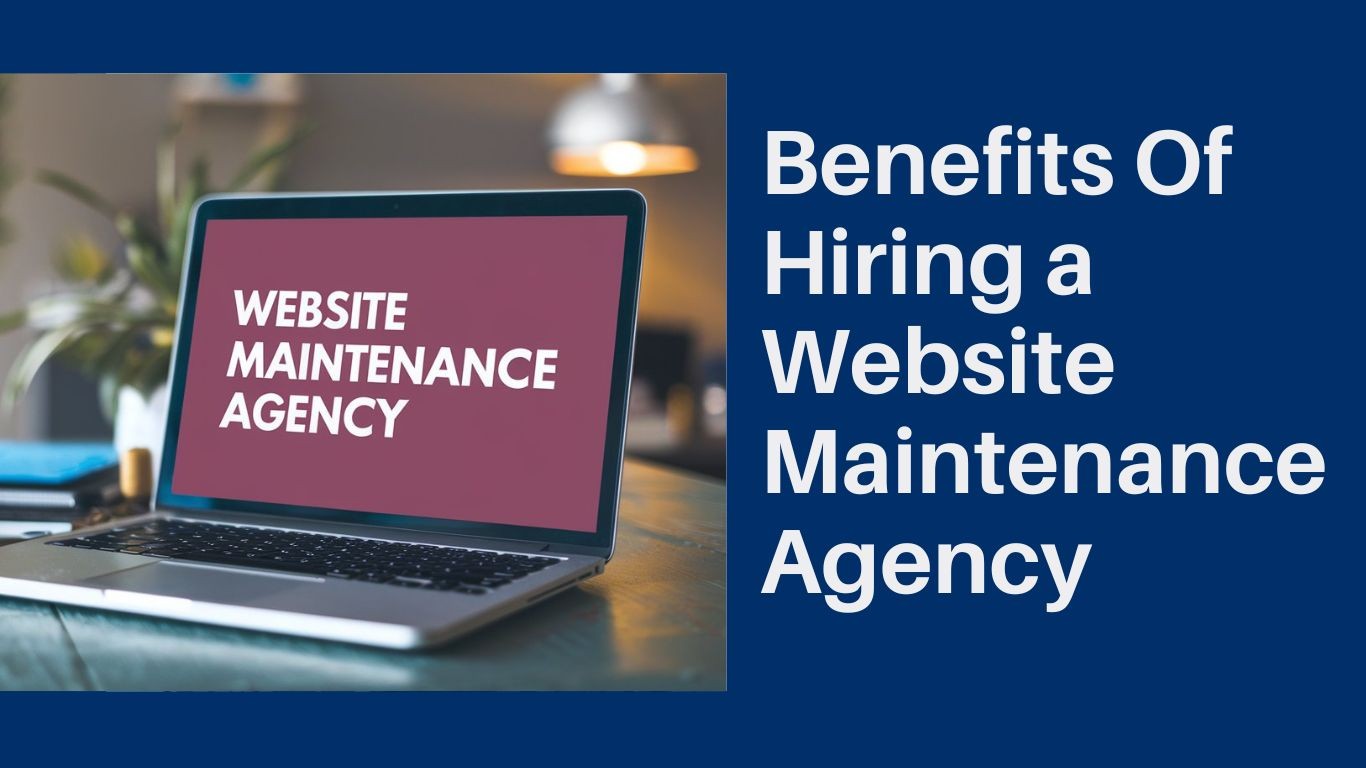 WEBSITE
MAINTENANCE
AGENCY
Benefits Of
Hiring a
Website
Maintenance
Agency